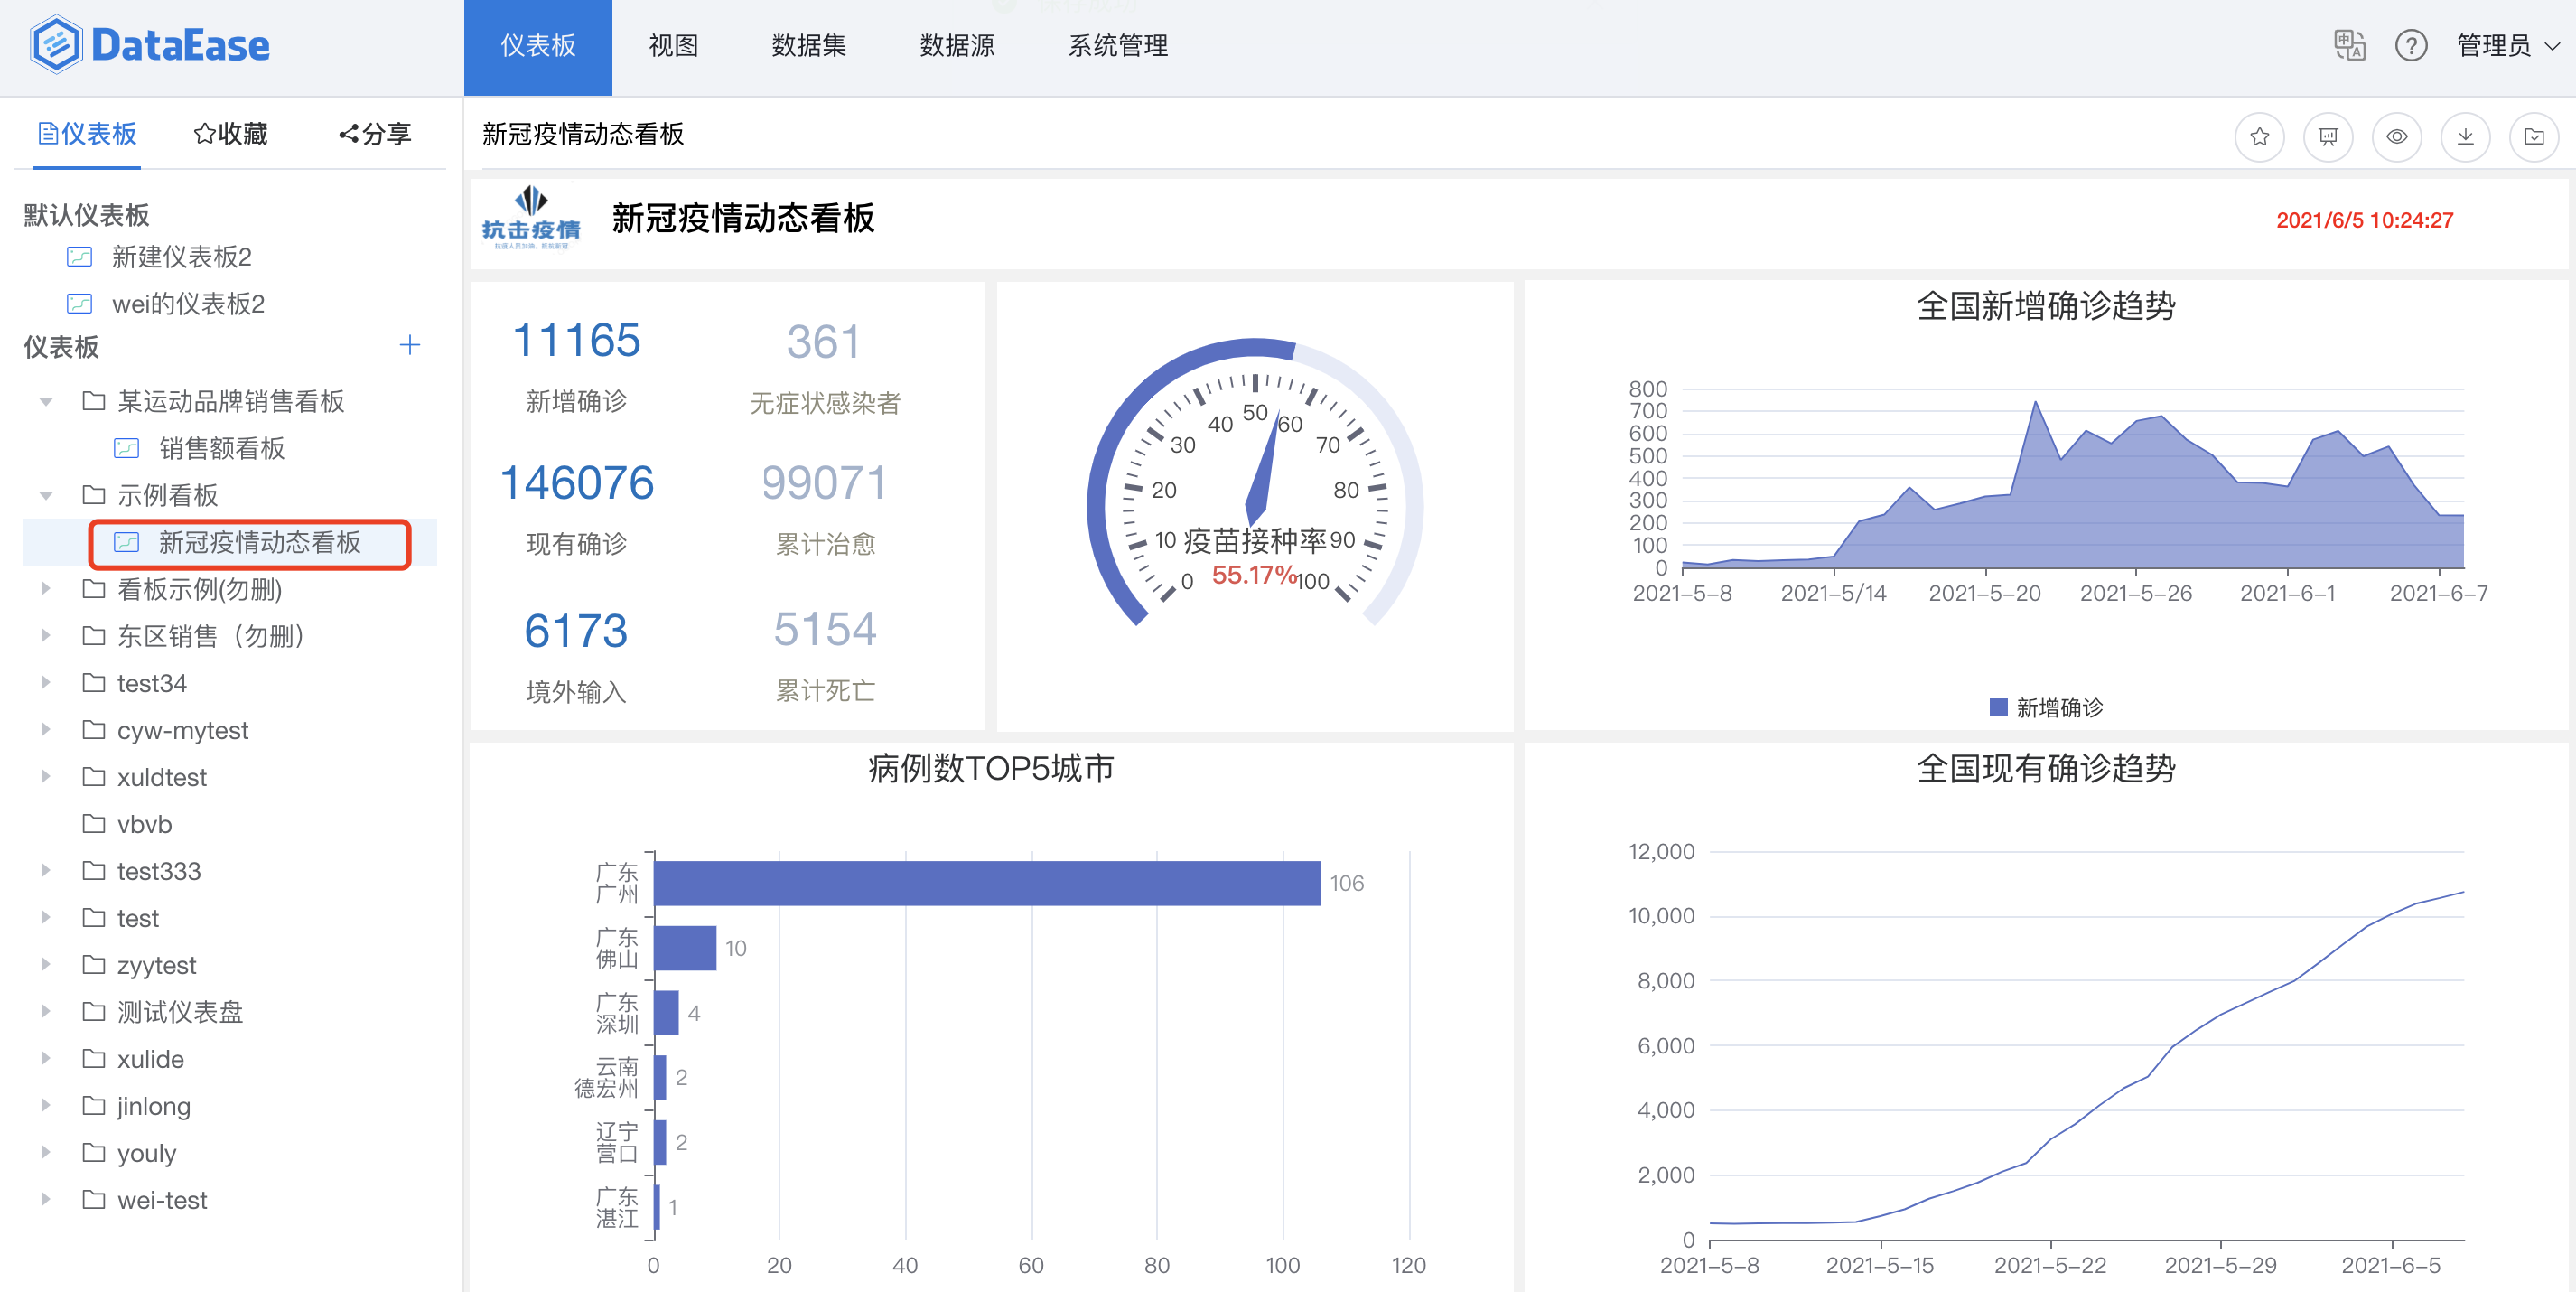 DataEase
仪表板
视图
数据集
数据源
系统管理
管理员
仪表板
收藏
分享
新冠疫情动态看板
默认仪表板
新建仪表板2
wei的仪表板2
仪表板
某运动品牌销售看板
销售额看板
示例看板
新冠疫情动态看板
看板示例(勿删)
东区销售（勿删）
test34
cyw-mytest
xuldtest
vbvb
test333
test
zyytest
测试仪表盘
xulide
jinlong
youly
wei-test
抗击疫情
新冠疫情动态看板
2021/6/5 10:24:27
11165
新增确诊
361
无症状感染者
146076
现有确诊
99071
累计治愈
6173
境外输入
5154
累计死亡
0
10
20
30
40
50
60
70
80
90
100
疫苗接种率
55.17%
全国新增确诊趋势
800
700
600
500
400
300
200
100
0
2021-5-8
2021-5/14
2021-5-20
2021-5-26
2021-6-1
2021-6-7
新增确诊
病例数TOP5城市
广东
广州
106
广东
佛山
10
广东
深圳
4
云南
德宏州
2
辽宁
营口
2
广东
湛江
1
0
20
40
60
80
100
120
全国现有确诊趋势
12,000
10,000
8,000
6,000
4,000
2,000
0
2021-5-8
2021-5-15
2021-5-22
2021-5-29
2021-6-5